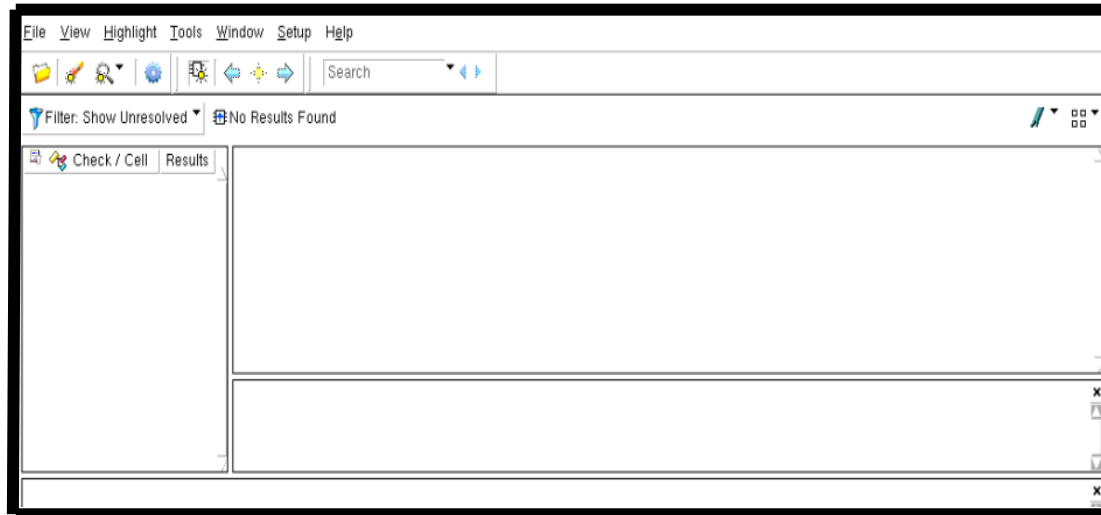 File View Highlight Tools Window Setup Help
Search
Filter: Show Unresolved No Results Found
Check / Cell Results